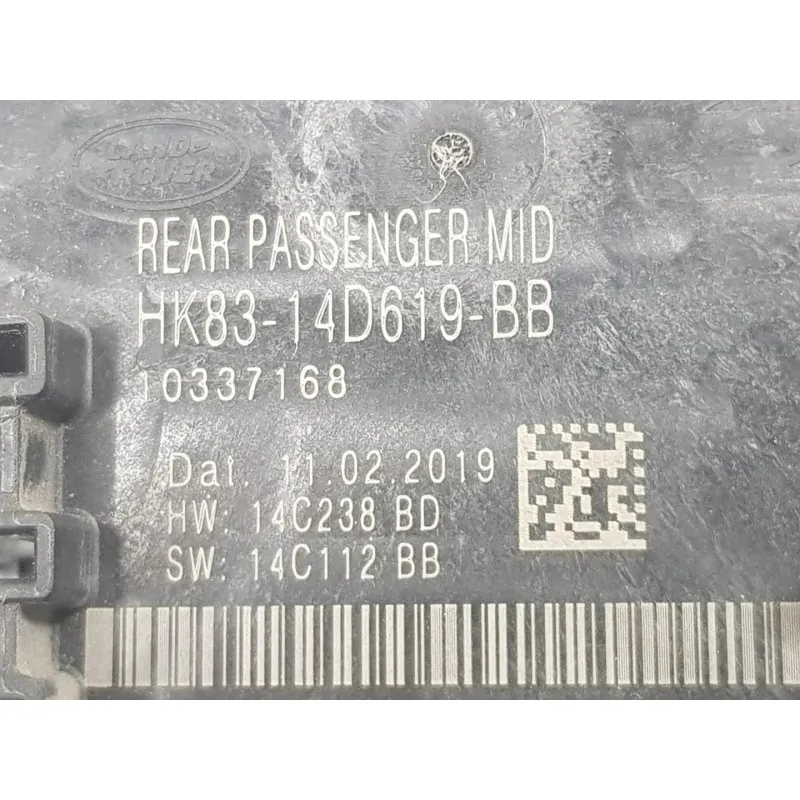 LAND
ROVER
REAR PASSENGER MID
HK83-14D619-BB
10337168
Dat. 11.02.2019
HW: 14C238 BD
SW: 14C112 BB